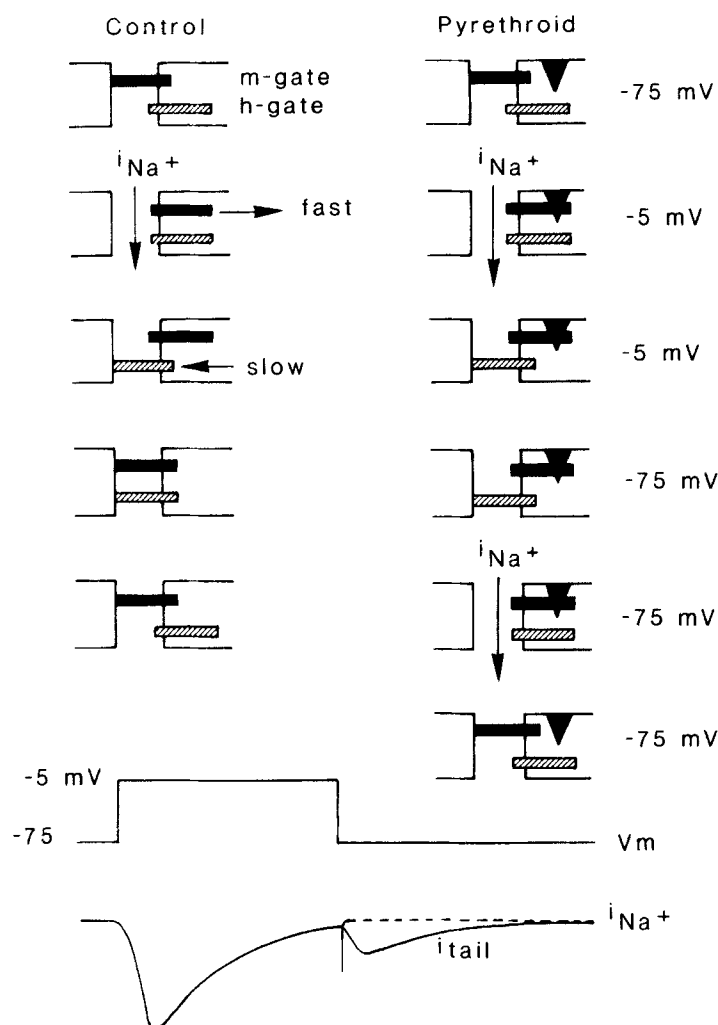 Control Pyrethroid
m-gate
h-gate
-75 mV
iNa+ iNa+
fast
-5 mV
-5 mV
slow
-75 mV
iNa+
-75 mV
-75 mV
-5 mV
-75
Vm
iNa+
itail